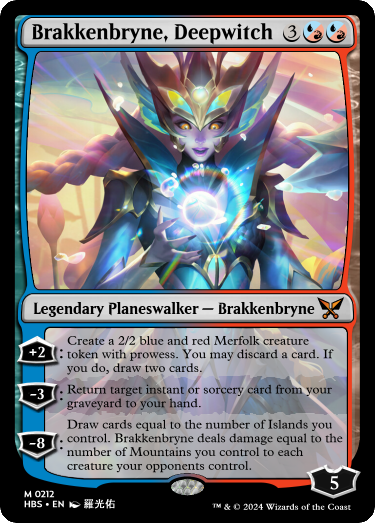 Brakkenbryne, Deepwitch 3
Legendary Planeswalker — Brakkenbryne
+2 : Create a 2/2 blue and red Merfolk creature
token with prowess. You may discard a card. If
you do, draw two cards.
-3 : Return target instant or sorcery card from your
graveyard to your hand.
Draw cards equal to the number of Islands you
-8 : control. Brakkenbryne deals damage equal to the
number of Mountains you control to each
creature your opponents control.
5
M 0212
HBS • EN 羅光佑
™ & © 2024 Wizards of the Coast